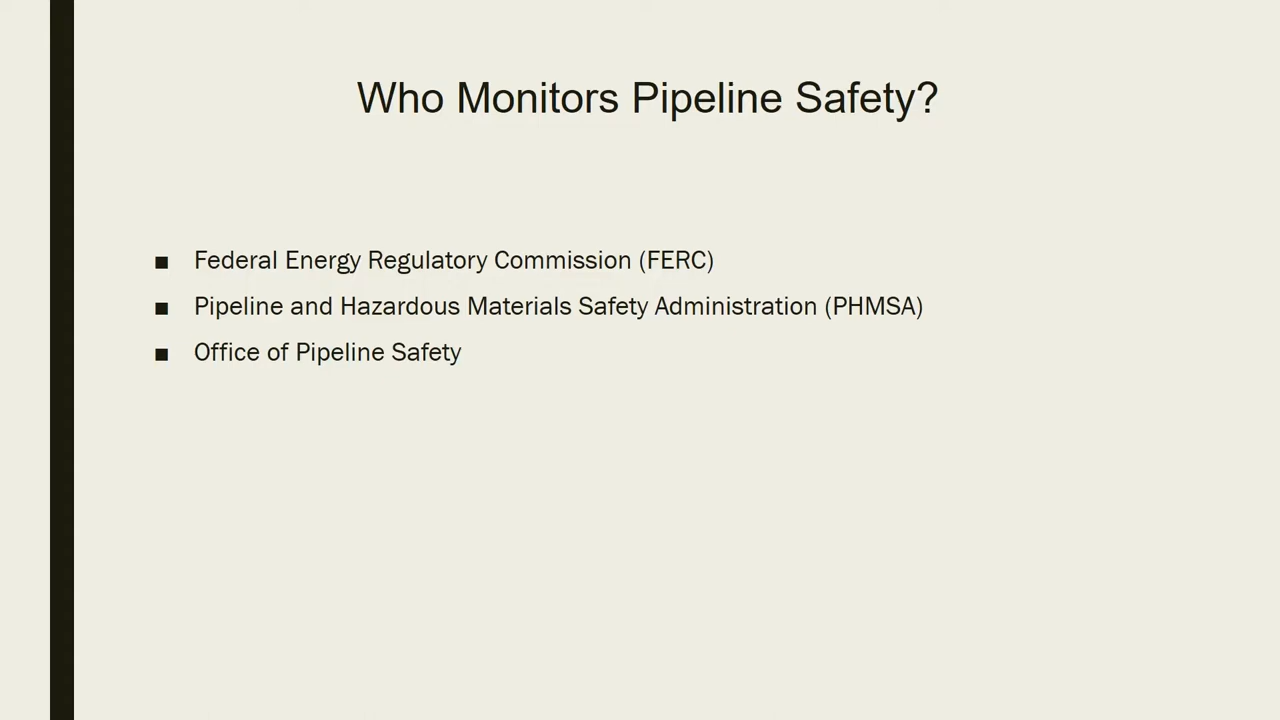 Who Monitors Pipeline Safety?
■ Federal Energy Regulatory Commission (FERC)
■ Pipeline and Hazardous Materials Safety Administration (PHMSA)
■ Office of Pipeline Safety